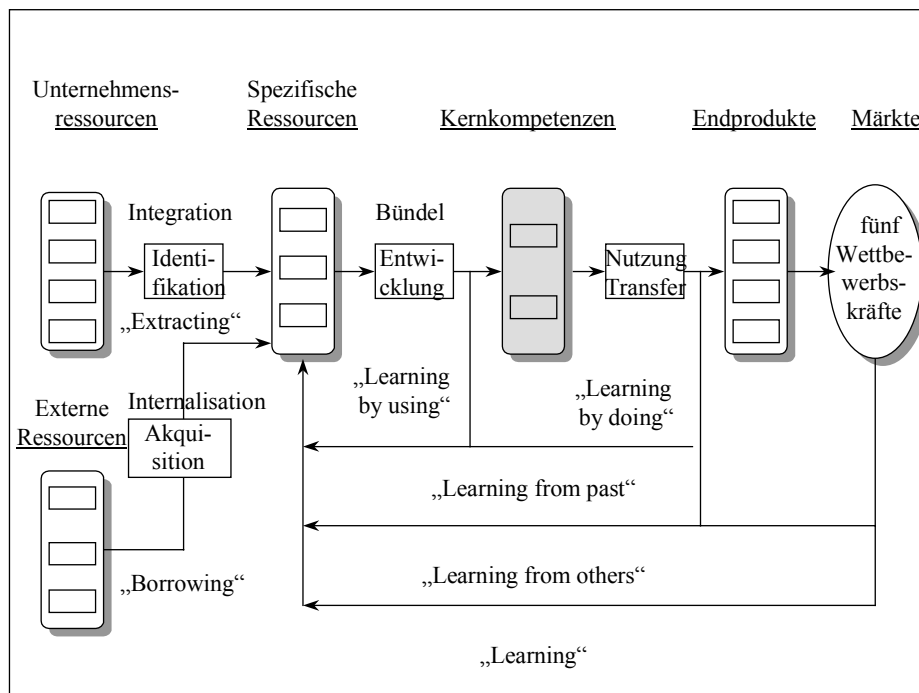 Unternehmens-
ressourcen
Spezifische
Ressourcen
Kernkompetenzen
Endprodukte
Märkte
Integration
Identi-
fikation
„Extracting“
Bündel
Entwi-
cklung
Nutzung
Transfer
fünf
Wettbe-
werbs-
kräfte
„Learning
by using“
„Learning
by doing“
Externe
Ressourcen
Internalisation
Akqui-
sition
„Borrowing“
„Learning from past“
„Learning from others“
„Learning“